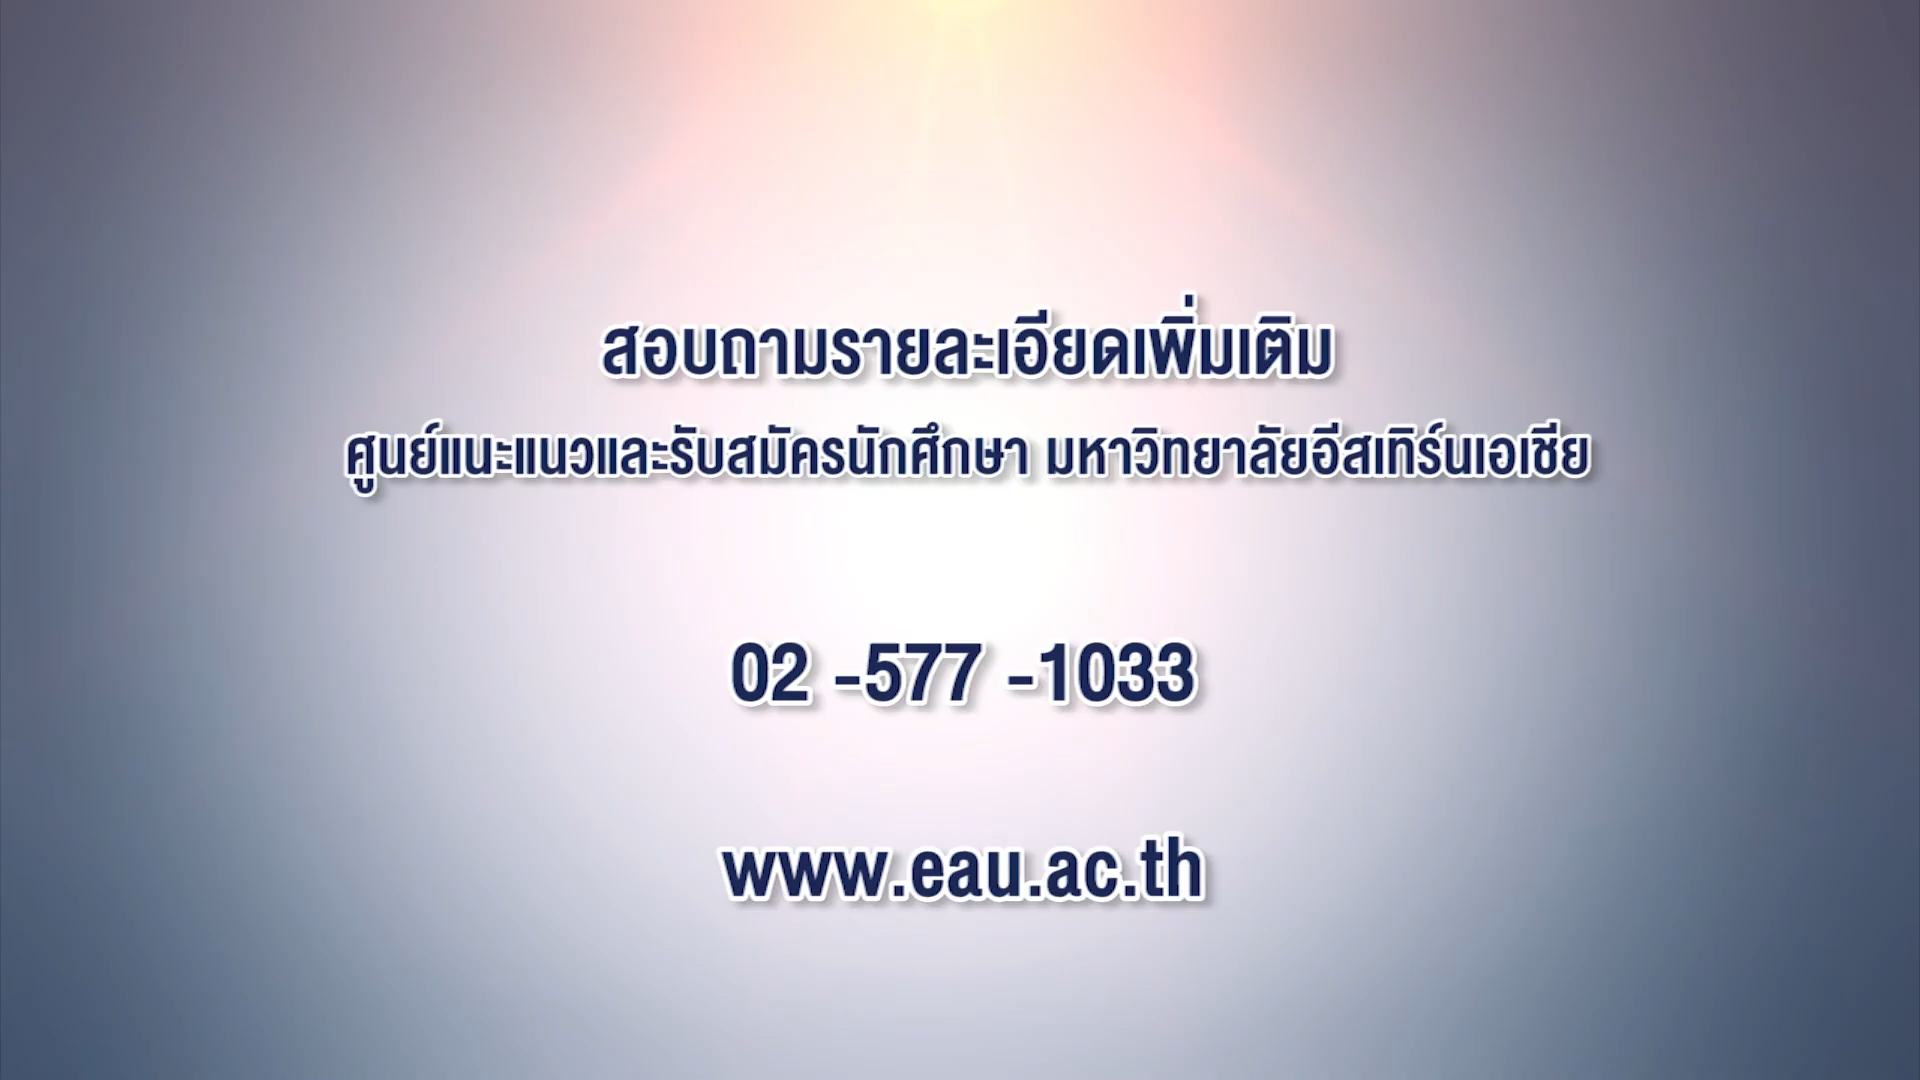 สอบถามรายละเอียดเพิ่มเติม
ศูนย์แนะแนวและรับสมัครนักศึกษา มหาวิทยาลัยอีสเทิร์นเอเชีย
02 -577 -1033
www.eau.ac.th